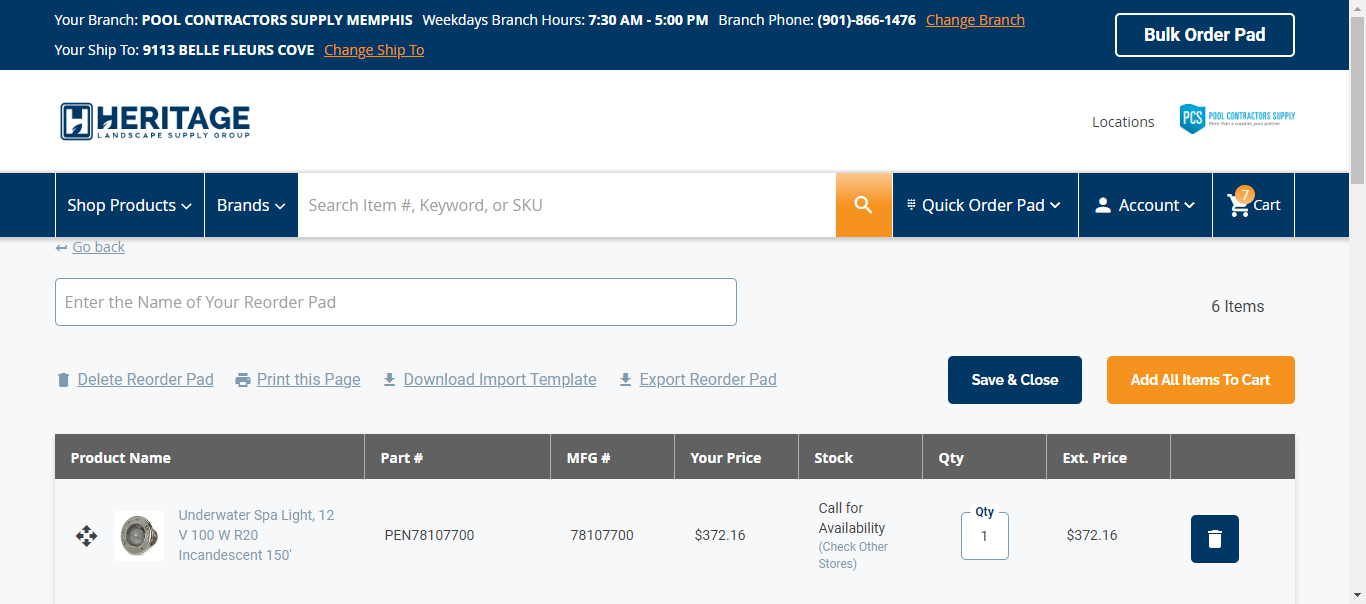 Your Branch: POOL CONTRACTORS SUPPLY MEMPHIS Weekdays Branch Hours: 7:30 AM - 5:00 PM Branch Phone: (901)-866-1476 Change Branch
Your Ship To: 9113 BELLE FLEURS COVE Change Ship To
Bulk Order Pad
HERITAGE
LANDSCAPE SUPPLY GROUP
Locations
PCS POOL CONTRACTORS SUPPLY
More than a supplier, your partner.
Shop Products
Brands
Search Item #, Keyword, or SKU
Quick Order Pad
Account
7
Cart
Go back
Enter the Name of Your Reorder Pad
6 Items
Delete Reorder Pad
Print this Page
Download Import Template
Export Reorder Pad
Save & Close
Add All Items To Cart
Product Name Part # MFG # Your Price Stock Qty Ext. Price
Underwater Spa Light, 12
V 100 W R20
Incandescent 150'
PEN78107700
78107700
$372.16
Call for
Availability
(Check Other
Stores)
Qty
1
$372.16